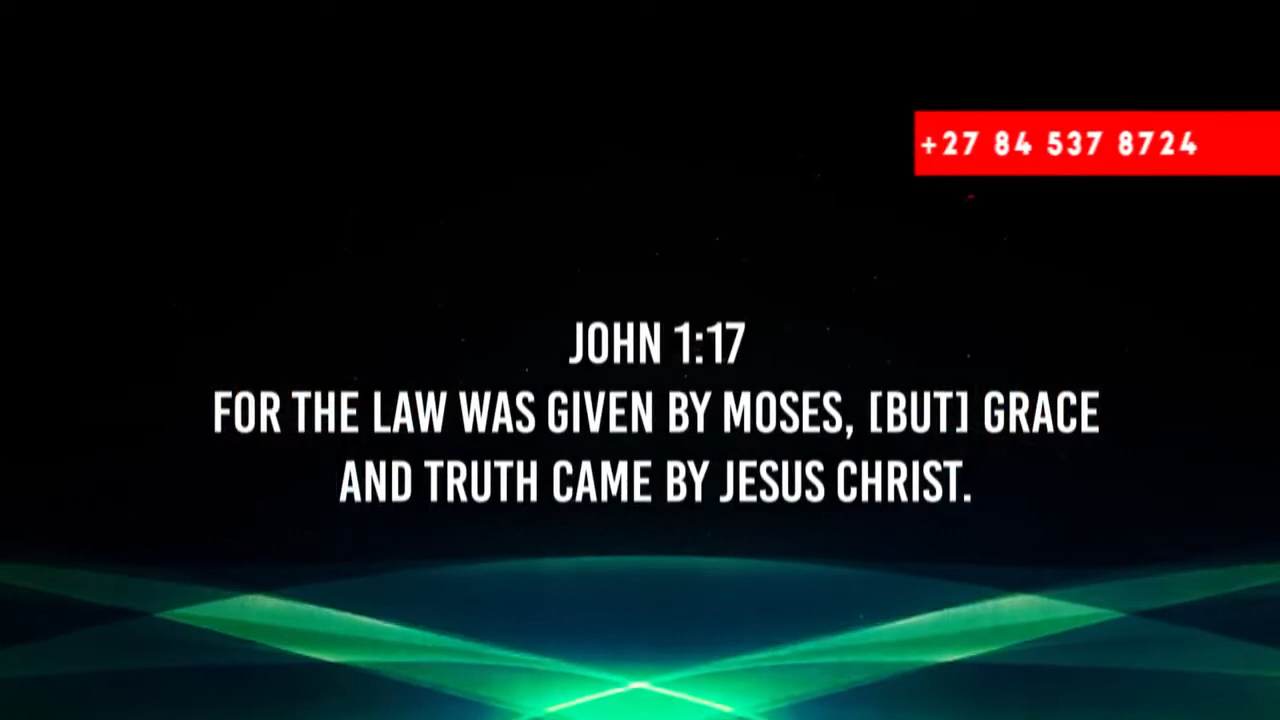 +27 84 537 8724
JOHN 1:17
FOR THE LAW WAS GIVEN BY MOSES, [BUT] GRACE
AND TRUTH CAME BY JESUS CHRIST.